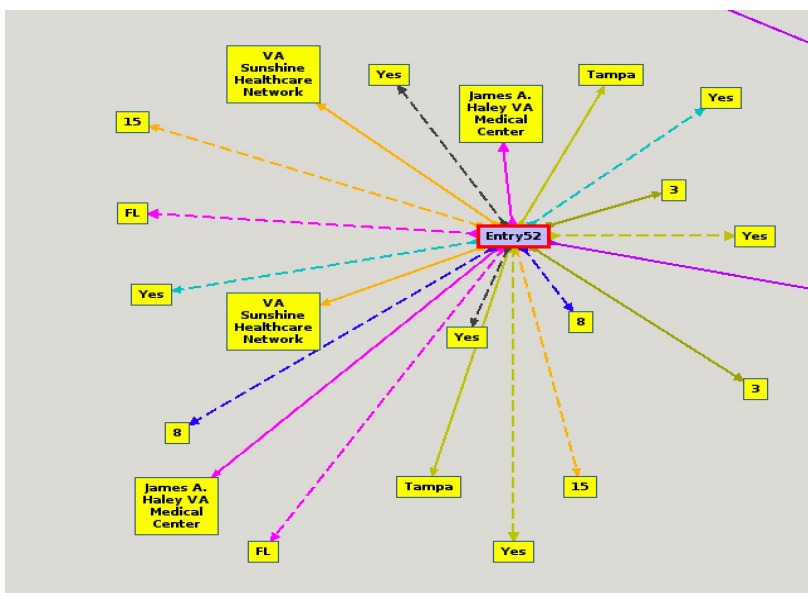 VA
Sunshine
Healthcare
Network
Yes
Tampa
James A.
Haley VA
Medical
Center
Yes
15
3
FL
Entry52
Yes
Yes
VA
Sunshine
Healthcare
Network
8
Yes
3
8
James A.
Haley VA
Medical
Center
Tampa
15
FL
Yes